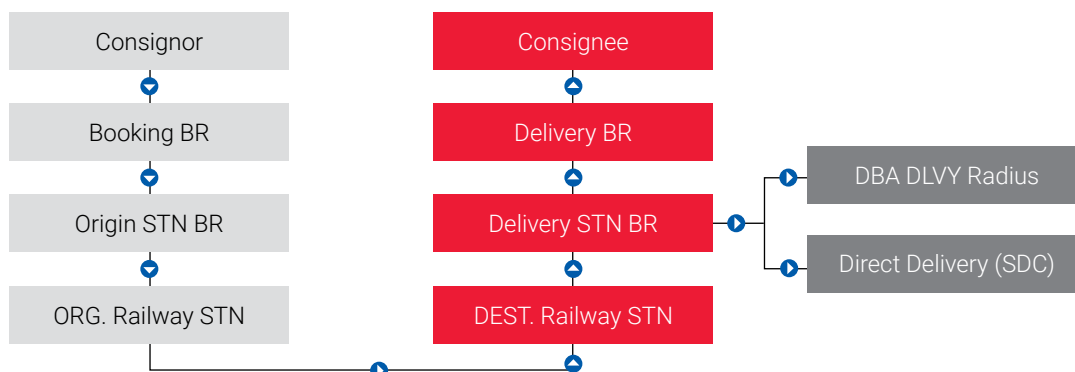 Consignor
Booking BR
Origin STN BR
ORG. Railway STN
Consignee
Delivery BR
Delivery STN BR
DEST. Railway STN
DBA DLVY Radius
Direct Delivery (SDC)